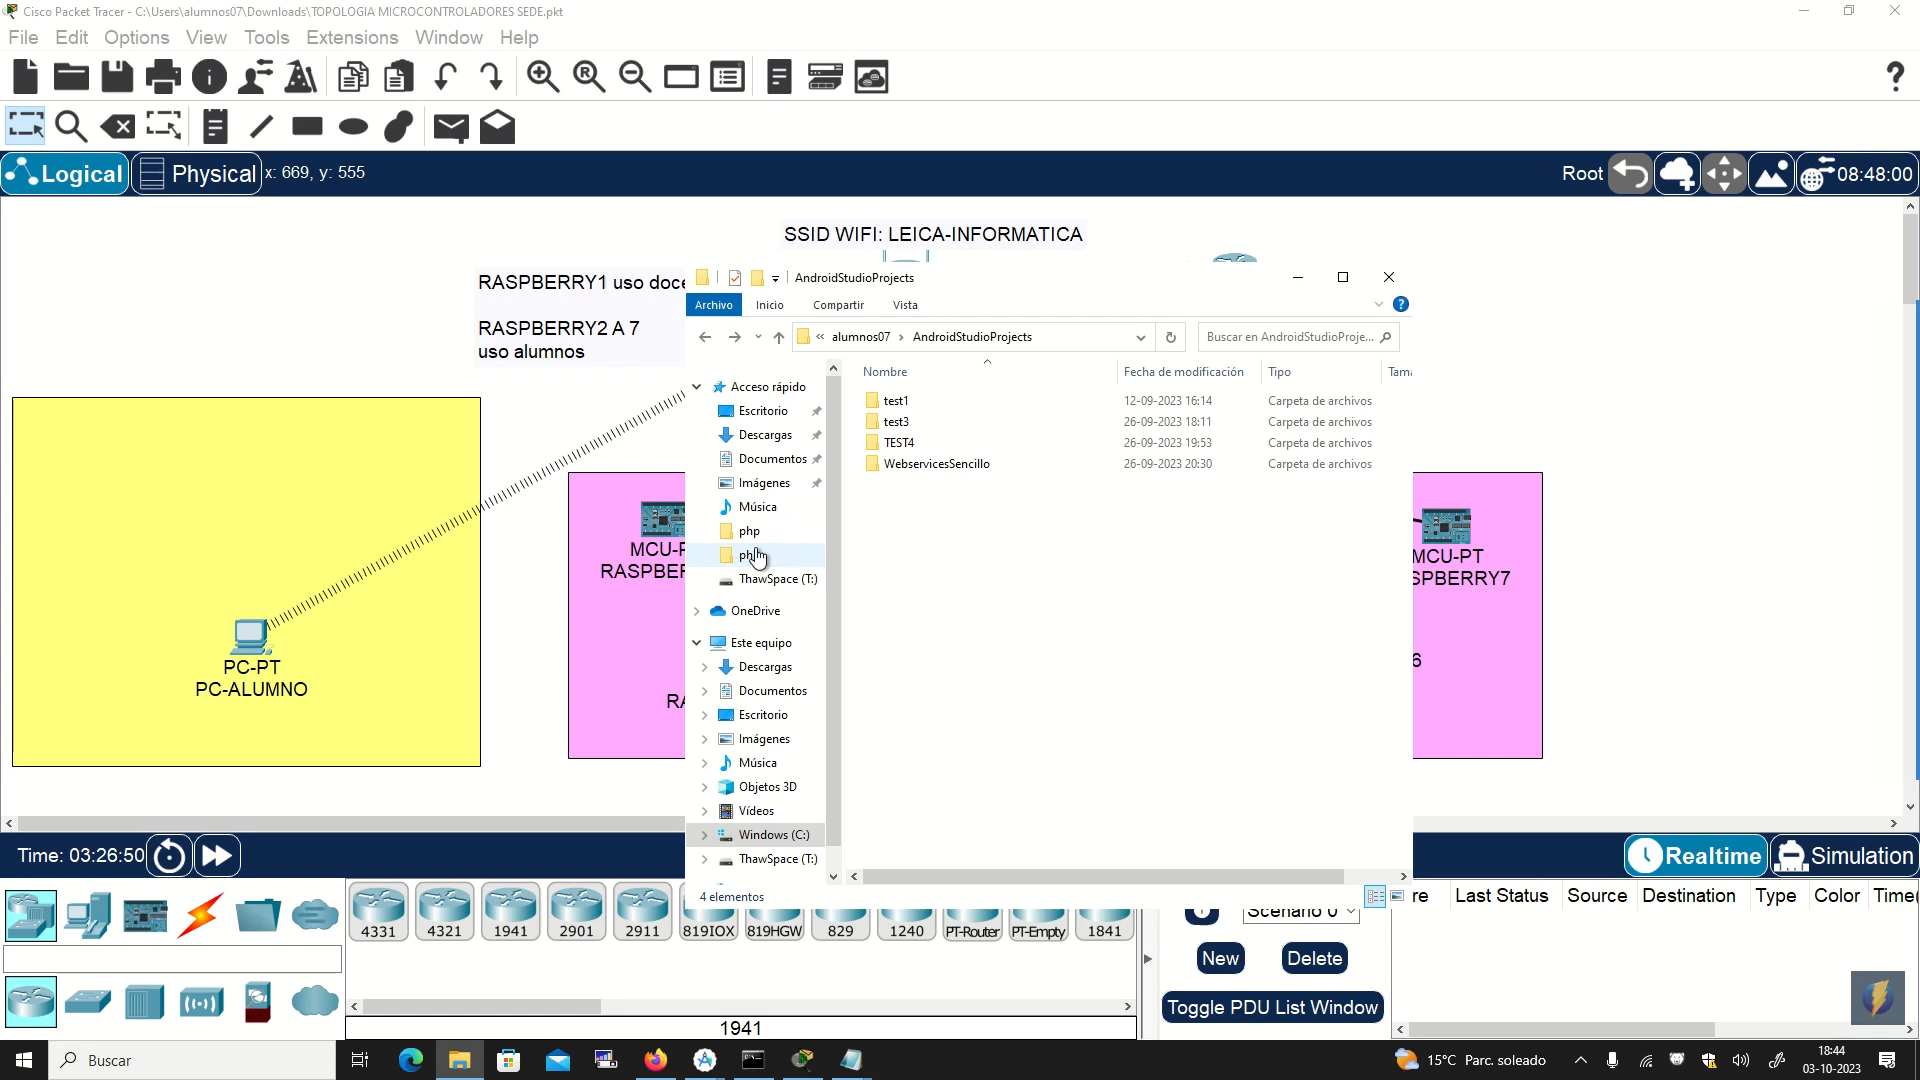 Cisco Packet Tracer - C:\Users\alumnos07\Downloads\TOPOLOGIA MICROCONTROLADORES SEDE.pkt
File Edit Options View Tools Extensions Window Help
Logical Physical x: 669, y: 555
Root 08:48:00
SSID WIFI: LEICA-INFORMATICA
RASPBERRY1 uso doce
RASPBERRY2 A 7
uso alumnos
PC-PT
PC-ALUMNO
RASPBER
MCU-PT
SPBERRY7
6
AndroidStudioProjects
Archivo Inicio Compartir Vista
« alumnos07 › AndroidStudioProjects
Buscar en AndroidStudioProje...
Nombre Fecha de modificación Tipo Tama
Acceso rápido
Escritorio
Descargas
Documentos
Imágenes
Música
php
ThawSpace (T:)
OneDrive
Este equipo
Descargas
Documentos
Escritorio
Imágenes
Música
Objetos 3D
Vídeos
Windows (C:)
ThawSpace (T:)
test1 12-09-2023 16:14 Carpeta de archivos
test3 26-09-2023 18:11 Carpeta de archivos
TEST4 26-09-2023 19:53 Carpeta de archivos
WebservicesSencillo 26-09-2023 20:30 Carpeta de archivos
4 elementos
Time: 03:26:50
Realtime Simulation
4331 4321 1941 2901 2911 819IOX 819HGW 829 1240 PT-Router PT-Empty 1841
1941
Scenario 0
New Delete
Toggle PDU List Window
re Last Status Source Destination Type Color Time(
Buscar
15°C Parc. soleado
18:44
03-10-2023